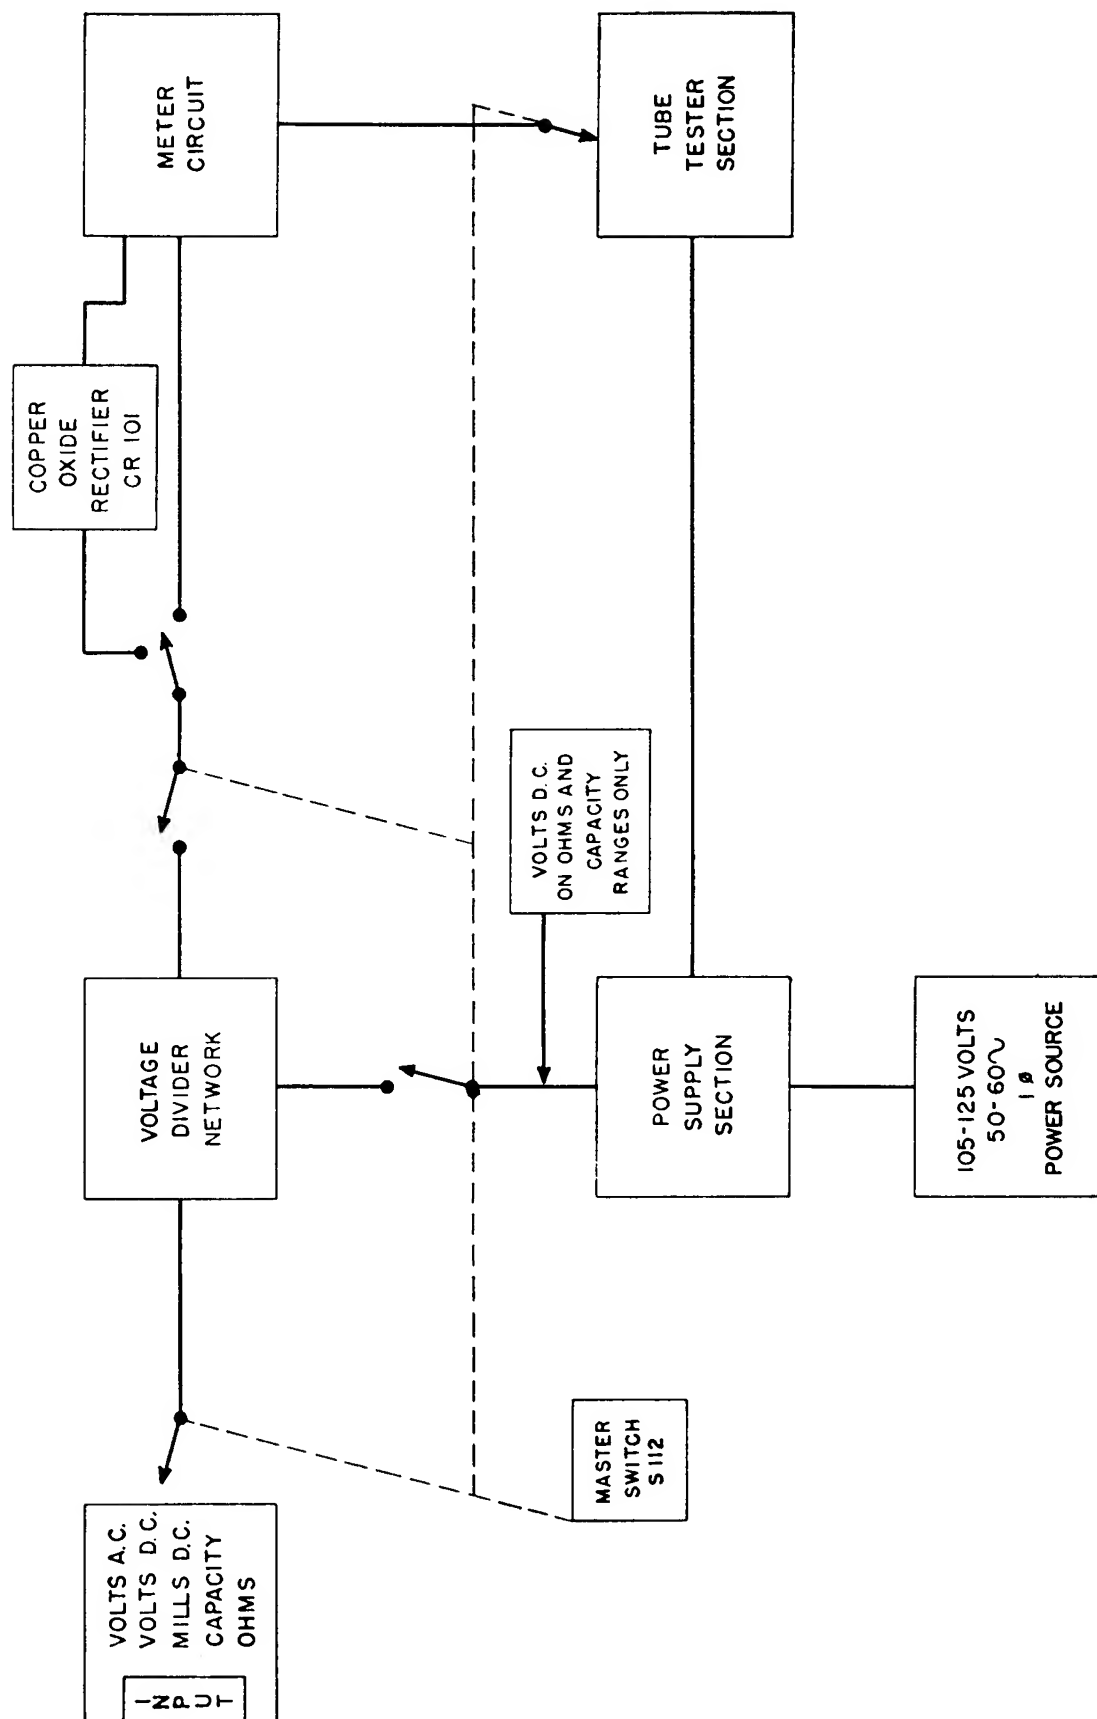 INPUT
VOLTS A.C.
VOLTS D.C.
MILLS D.C.
CAPACITY
OHMS
VOLTAGE
DIVIDER
NETWORK
COPPER
OXIDE
RECTIFIER
CR 101
METER
CIRCUIT
MASTER
SWITCH
S 112
VOLTS D.C.
ON OHMS AND
CAPACITY
RANGES ONLY
POWER
SUPPLY
SECTION
TUBE
TESTER
SECTION
105-125 VOLTS
50-60~
1 ø
POWER SOURCE